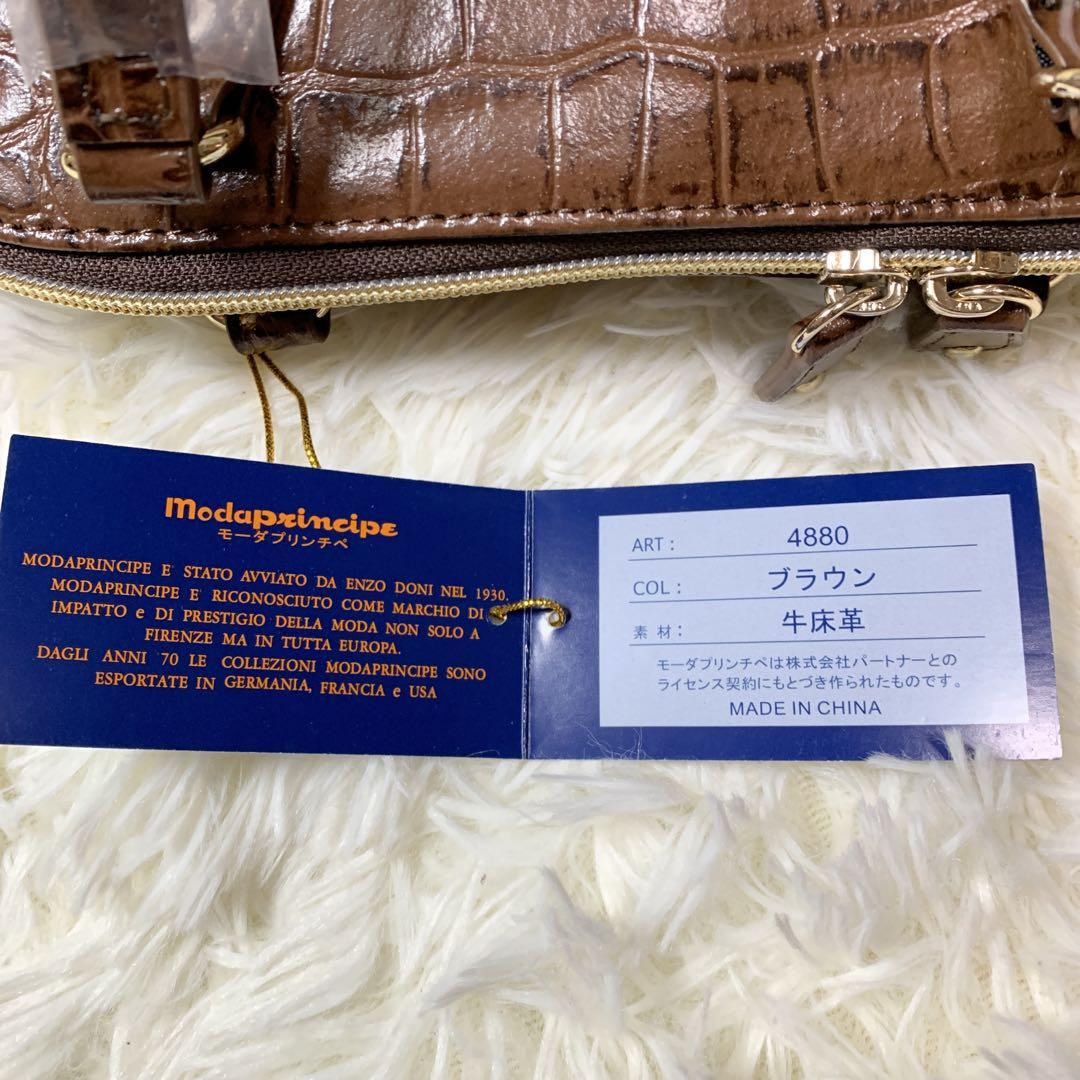 modaprincipe
モーダプリンチペ
MODAPRINCIPE E' STATO AVVIATO DA ENZO DONI NEL 1930.
MODAPRINCIPE E' RICONOSCIUTO COME MARCHIO DI
IMPATTO e DI PRESTIGIO DELLA MODA NON SOLO A
FIRENZE MA IN TUTTA EUROPA.
DAGLI ANNI '70 LE COLLEZIONI MODAPRINCIPE SONO
ESPORTATE IN GERMANIA, FRANCIA e USA
ART： 4880
COL： ブラウン
素 材： 牛床革
モーダプリンチペは株式会社パートナーとの
ライセンス契約にもとづき作られたものです。
MADE IN CHINA